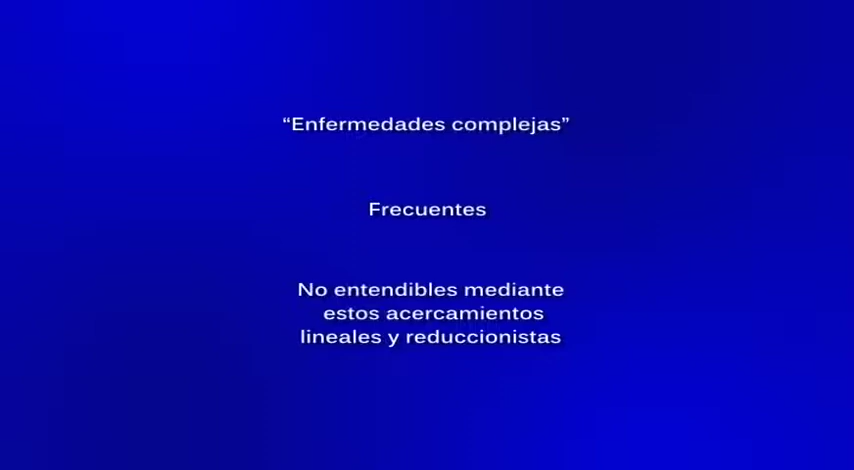 “Enfermedades complejas”
Frecuentes
No entendibles mediante
estos acercamientos
lineales y reduccionistas